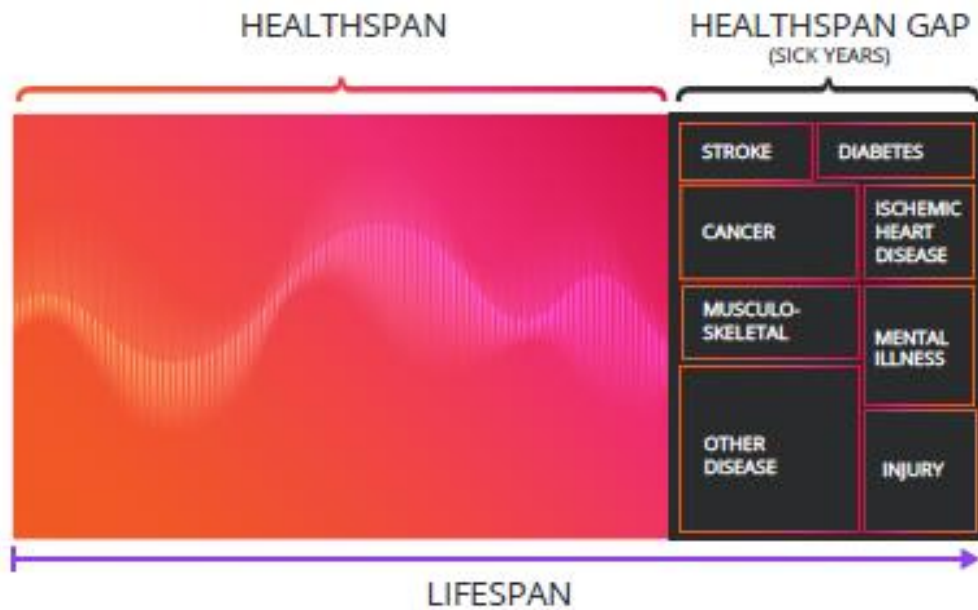 HEALTHSPAN
HEALTHSPAN GAP
(SICK YEARS)
STROKE
DIABETES
CANCER
ISCHEMIC
HEART
DISEASE
MUSCULO-
SKELETAL
MENTAL
ILLNESS
OTHER
DISEASE
INJURY
LIFESPAN